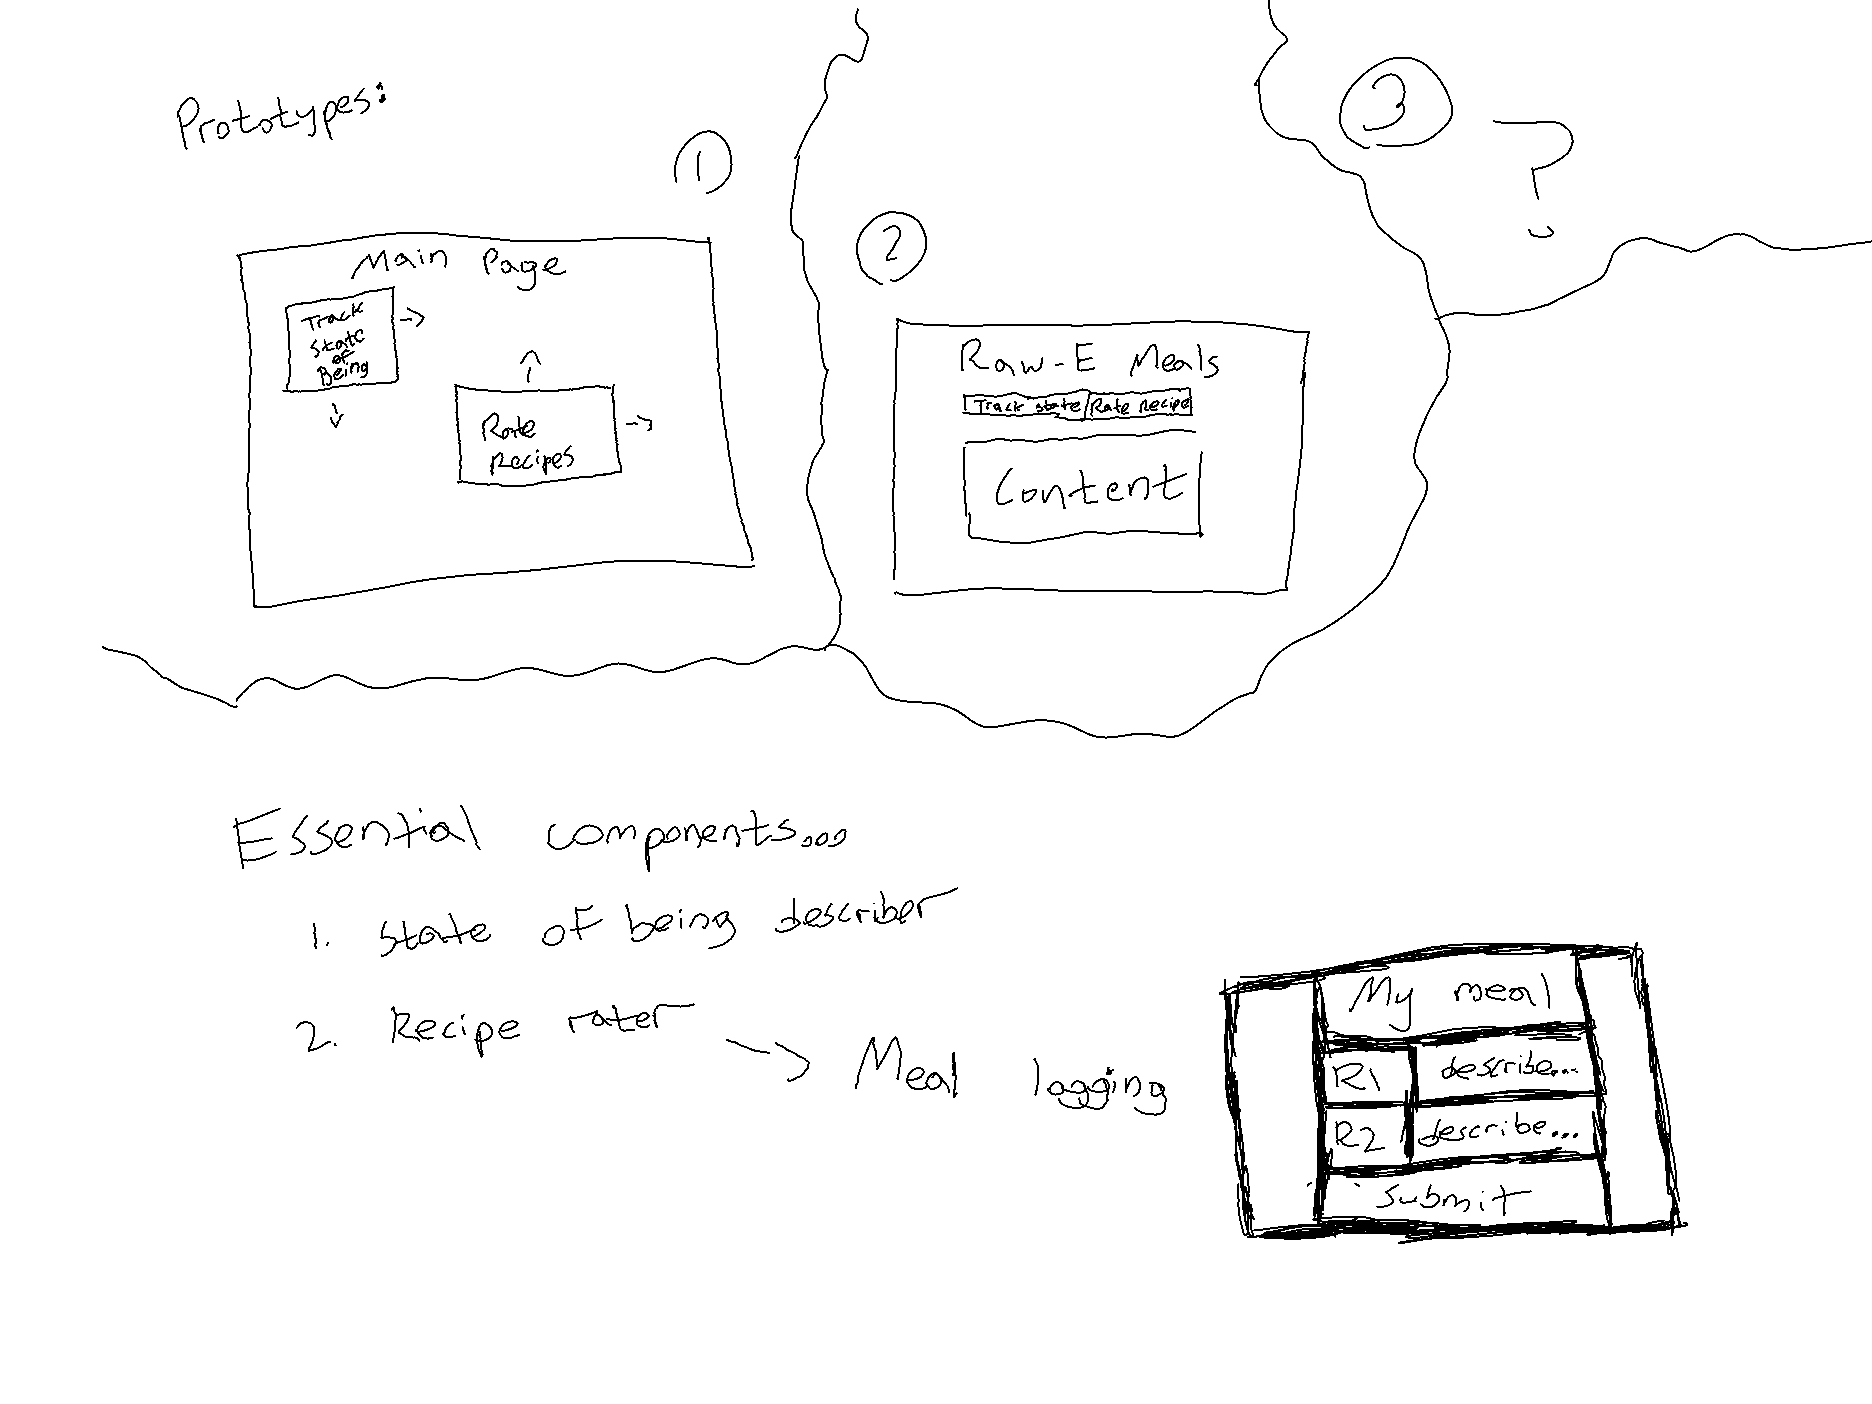 Prototypes:
1
Main Page
Track
State
of
Being
Rate
Recipes
2
Raw-E Meals
Track state
Rate Recipe
Content
3
?
Essential components...
1. State of being describer
2. Recipe rater
Meal logging
My meal
R1 describe...
R2 describe...
Submit